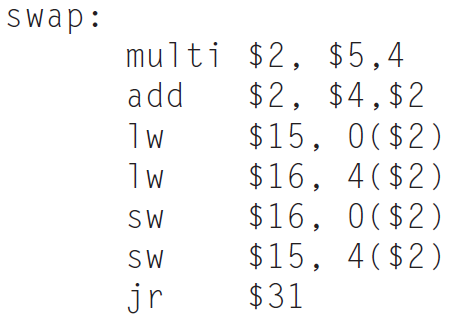 swap:
multi $2, $5,4
add $2, $4,$2
lw $15, 0($2)
lw $16, 4($2)
sw $16, 0($2)
sw $15, 4($2)
jr $31